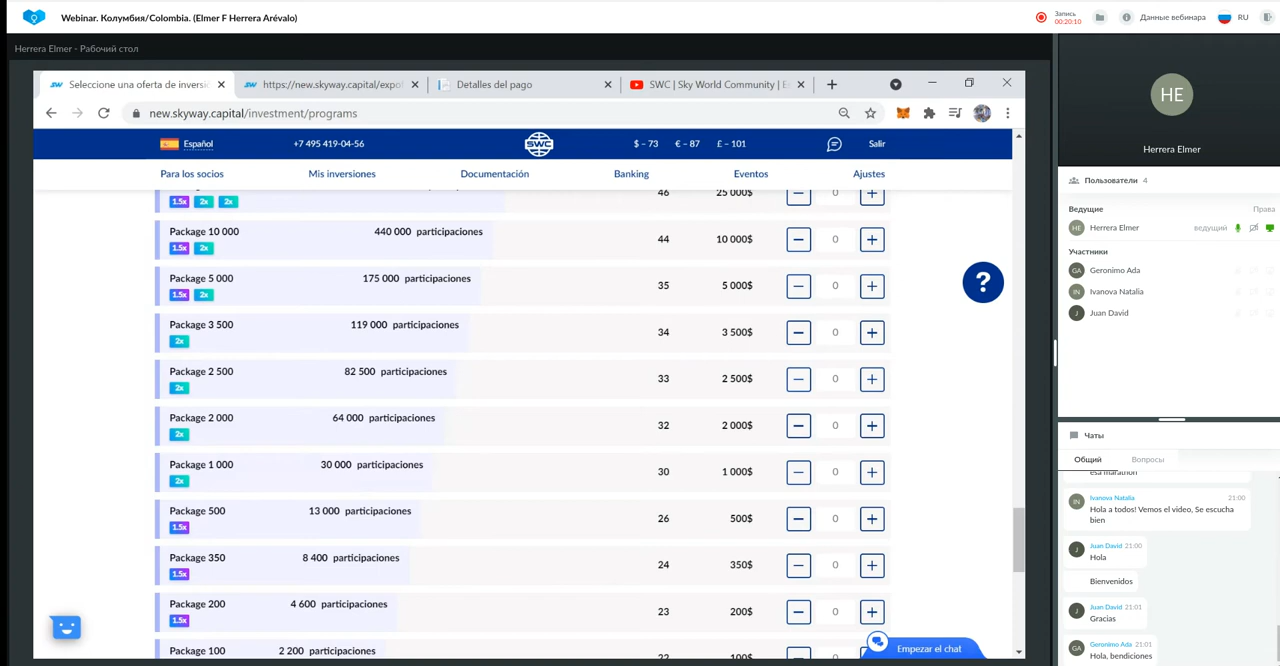 Webinar. Колумбия/Colombia. (Elmer F Herrera Arévalo)
Запись
00:20:10
Данные вебинара
RU
Herrera Elmer - Рабочий стол
Seleccione una oferta de inversió
https://new.skyway.capital/expo
Detalles del pago
SWC | Sky World Community | E
new.skyway.capital/investment/programs
Español
+7 495 419-04-56
SWC
$ – 73
€ – 87
£ – 101
Salir
Para los socios
Mis inversiones
Documentación
Banking
Eventos
Ajustes
46
25 000$
0
1.5x
2x
2x
Package 10 000
440 000 participaciones
44
10 000$
0
1.5x
2x
Package 5 000
175 000 participaciones
35
5 000$
0
1.5x
2x
Package 3 500
119 000 participaciones
34
3 500$
0
2x
Package 2 500
82 500 participaciones
33
2 500$
0
2x
Package 2 000
64 000 participaciones
32
2 000$
0
2x
Package 1 000
30 000 participaciones
30
1 000$
0
2x
Package 500
13 000 participaciones
26
500$
0
1.5x
Package 350
8 400 participaciones
24
350$
0
1.5x
Package 200
4 600 participaciones
23
200$
0
1.5x
Package 100
2 200 participaciones
22
100$
?
Empezar el chat
HE
Herrera Elmer
Пользователи 4
Ведущие
Права
HE
Herrera Elmer
ведущий
Участники
GA
Geronimo Ada
IN
Ivanova Natalia
J
Juan David
Чаты
Общий
Вопросы
esa marathon
IN
Ivanova Natalia
21:00
Hola a todos! Vemos el video, Se escucha
bien
J
Juan David 21:00
Hola
Bienvenidos
J
Juan David 21:01
Gracias
GA
Geronimo Ada 21:01
Hola, bendiciones